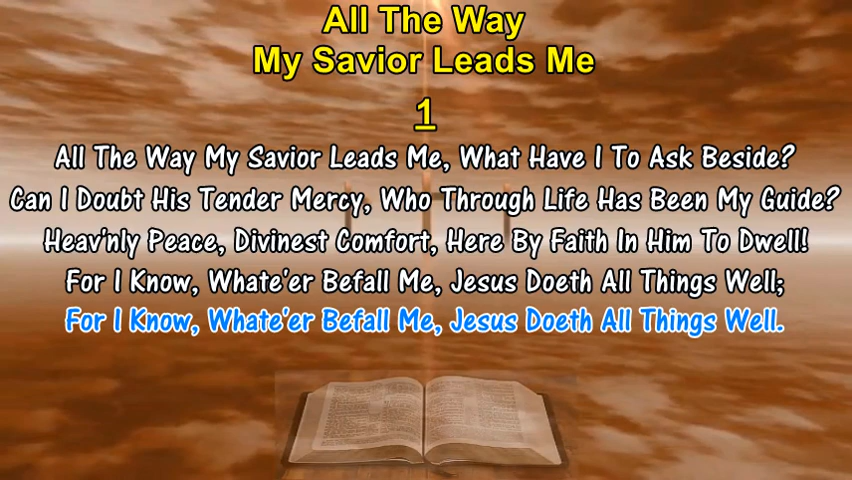 All The Way
My Savior Leads Me
1
All The Way My Savior Leads Me, What Have I To Ask Beside?
Can I Doubt His Tender Mercy, Who Through Life Has Been My Guide?
Heav'nly Peace, Divinest Comfort, Here By Faith In Him To Dwell!
For I Know, Whate'er Befall Me, Jesus Doeth All Things Well;
For I Know, Whate'er Befall Me, Jesus Doeth All Things Well.